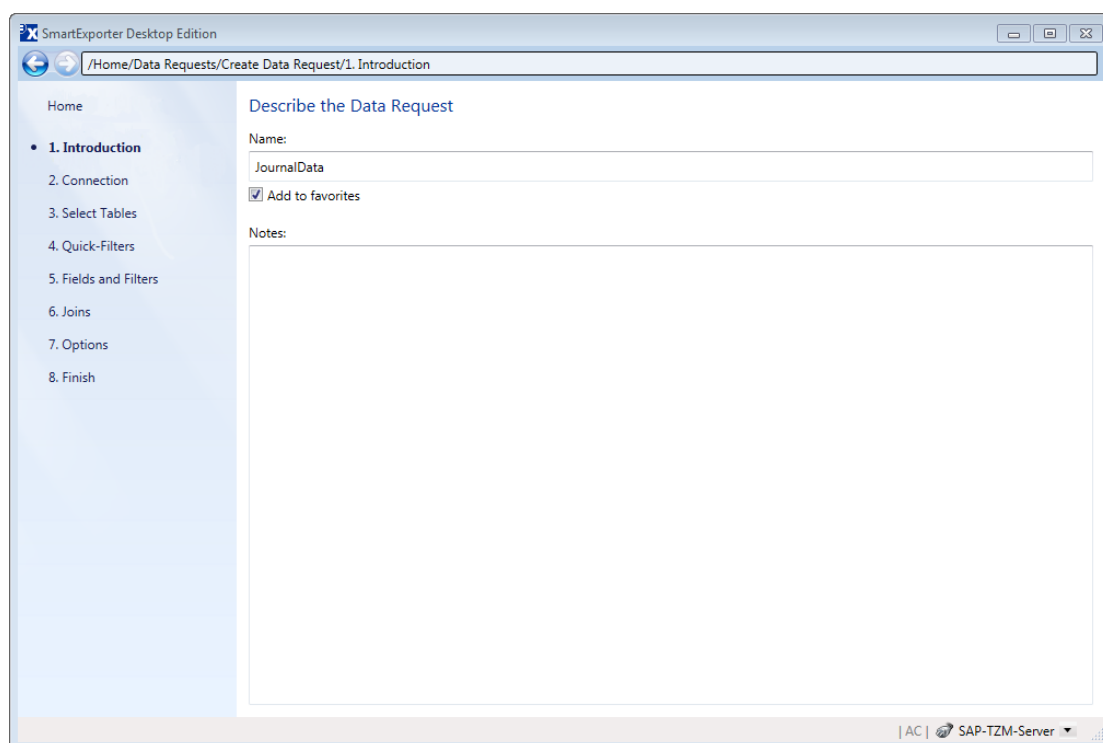 SmartExporter Desktop Edition
/Home/Data Requests/Create Data Request/1. Introduction
Home
• 1. Introduction
2. Connection
3. Select Tables
4. Quick-Filters
5. Fields and Filters
6. Joins
7. Options
8. Finish
Describe the Data Request
Name:
JournalData
Add to favorites
Notes:
| AC | SAP-TZM-Server